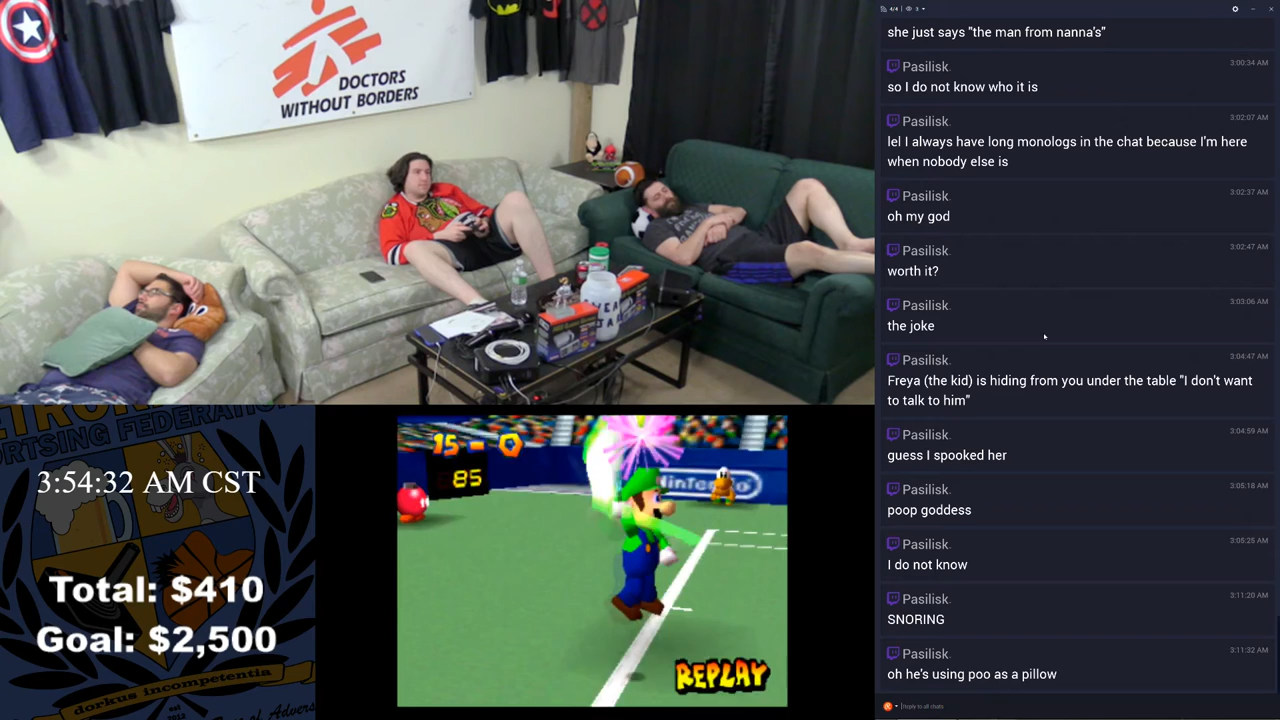 DOCTORS
WITHOUT BORDERS
3:54:32 AM CST
Total: $410
Goal: $2,500
dorkus incompetentia
15 -
85
Nintendo
REPLAY
4/4
3
she just says "the man from nanna's"
Pasilisk
3:00:34 AM
so I do not know who it is
Pasilisk
3:02:07 AM
lel I always have long monologs in the chat because I'm here
when nobody else is
Pasilisk
3:02:37 AM
oh my god
Pasilisk
3:02:47 AM
worth it?
Pasilisk
3:03:06 AM
the joke
Pasilisk
3:04:47 AM
Freya (the kid) is hiding from you under the table "I don't want
to talk to him"
Pasilisk
3:04:59 AM
guess I spooked her
Pasilisk
3:05:18 AM
poop goddess
Pasilisk
3:05:25 AM
I do not know
Pasilisk
3:11:20 AM
SNORING
Pasilisk
3:11:32 AM
oh he's using poo as a pillow
Reply to all chats